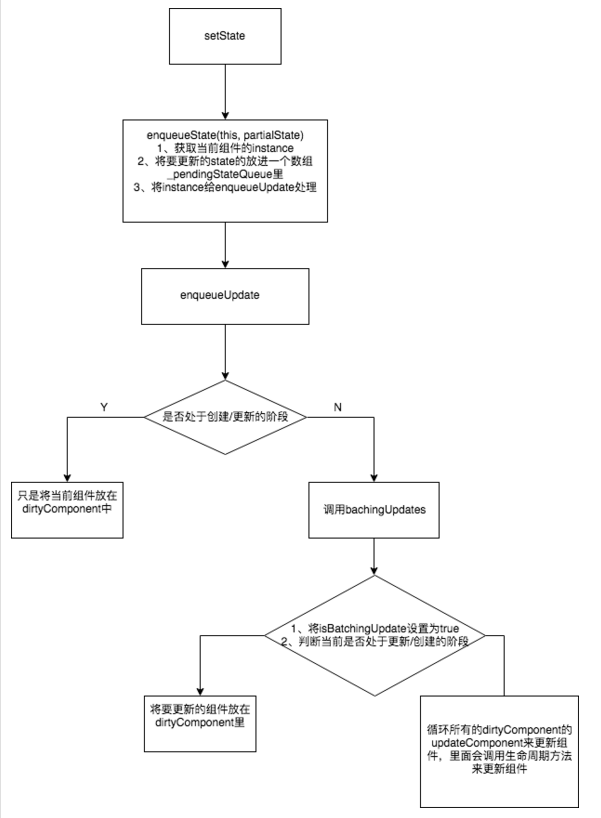 setState
enqueueState(this, partialState)
1、获取当前组件的instance
2、将要更新的state的放进一个数组
_pendingStateQueue里
3、将instance给enqueueUpdate处理
enqueueUpdate
是否处于创建/更新的阶段
Y
N
只是将当前组件放在
dirtyComponent中
调用bachingUpdates
1、将isBatchingUpdate设置为true
2、判断当前是否处于更新/创建的阶段
将要更新的组件放在
dirtyComponent里
循环所有的dirtyComponent的
updateComponent来更新组
件，里面会调用生命周期方法
来更新组件